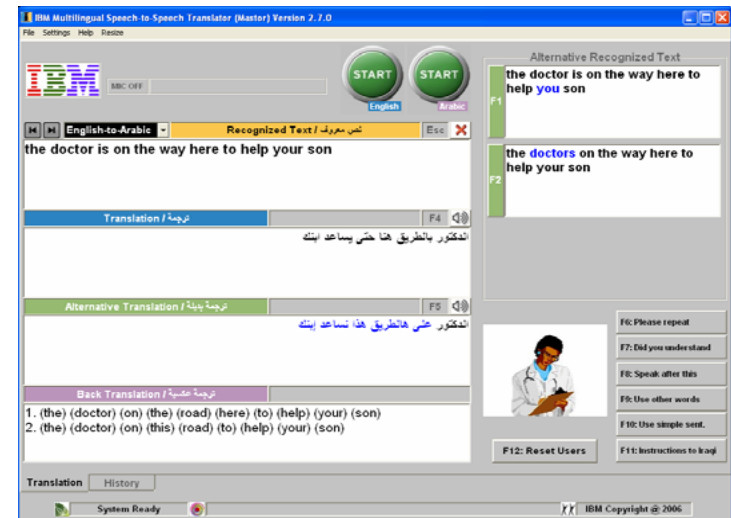 IBM Multilingual Speech-to-Speech Translator (Mastor) Version 2.7.0
File Settings Help Resize
IBM
MIC OFF
START
English
START
Arabic
English-to-Arabic
Recognized Text / نص معروف
Esc
the doctor is on the way here to help your son
Translation / ترجمة
F4
الدكتور بالطريق هنا حتى يساعد ابنك
Alternative Translation / ترجمة بديلة
F5
الدكتور على هالطريق هذا نساعد إبنك
Back Translation / ترجمة عكسية
1. (the) (doctor) (on) (the) (road) (here) (to) (help) (your) (son)
2. (the) (doctor) (on) (this) (road) (to) (help) (your) (son)
Alternative Recognized Text
F1
the doctor is on the way here to
help you son
F2
the doctors on the way here to
help your son
F6: Please repeat
F7: Did you understand
F8: Speak after this
F9: Use other words
F10: Use simple sent.
F11: Instructions to Iraqi
F12: Reset Users
Translation History
System Ready
IBM Copyright @ 2006